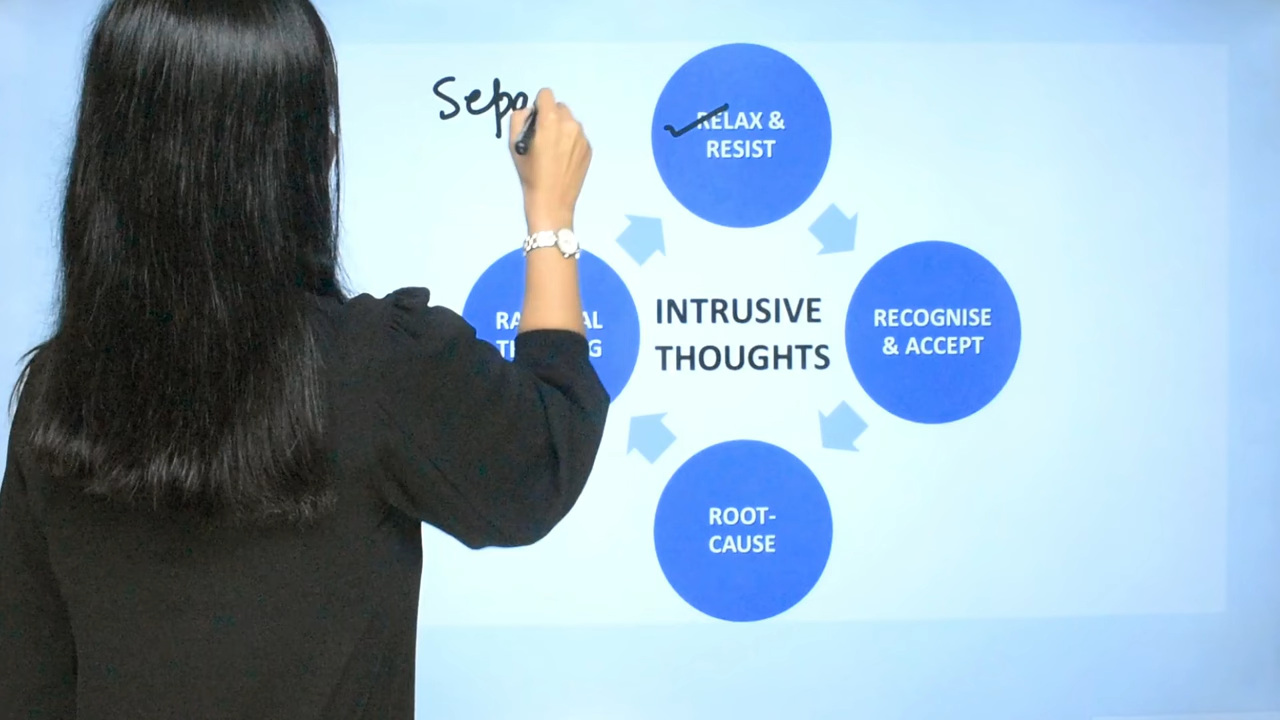 Sepa
RELAX &
RESIST
INTRUSIVE
THOUGHTS
RECOGNISE
& ACCEPT
ROOT-
CAUSE